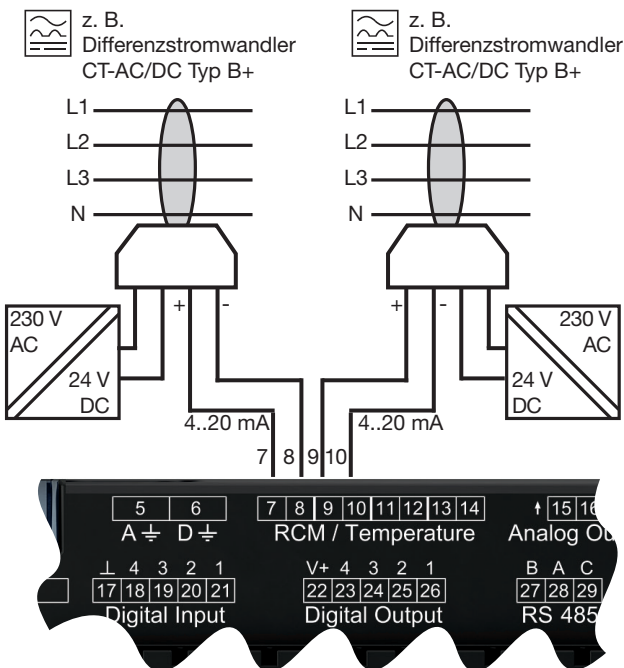 z. B.
Differenzstromwandler
CT-AC/DC Typ B+
z. B.
Differenzstromwandler
CT-AC/DC Typ B+
L1
L2
L3
N
L1
L2
L3
N
+ -
+ -
230 V
AC
24 V
DC
230 V
AC
24 V
DC
4..20 mA
4..20 mA
7 8 9 10
5 6
A ⏚ D ⏚
7 8 9 10 11 12 13 14
RCM / Temperature
15 16
Analog Ou
⊥ 4 3 2 1
17 18 19 20 21
Digital Input
V+ 4 3 2 1
22 23 24 25 26
Digital Output
B A C
27 28 29
RS 485